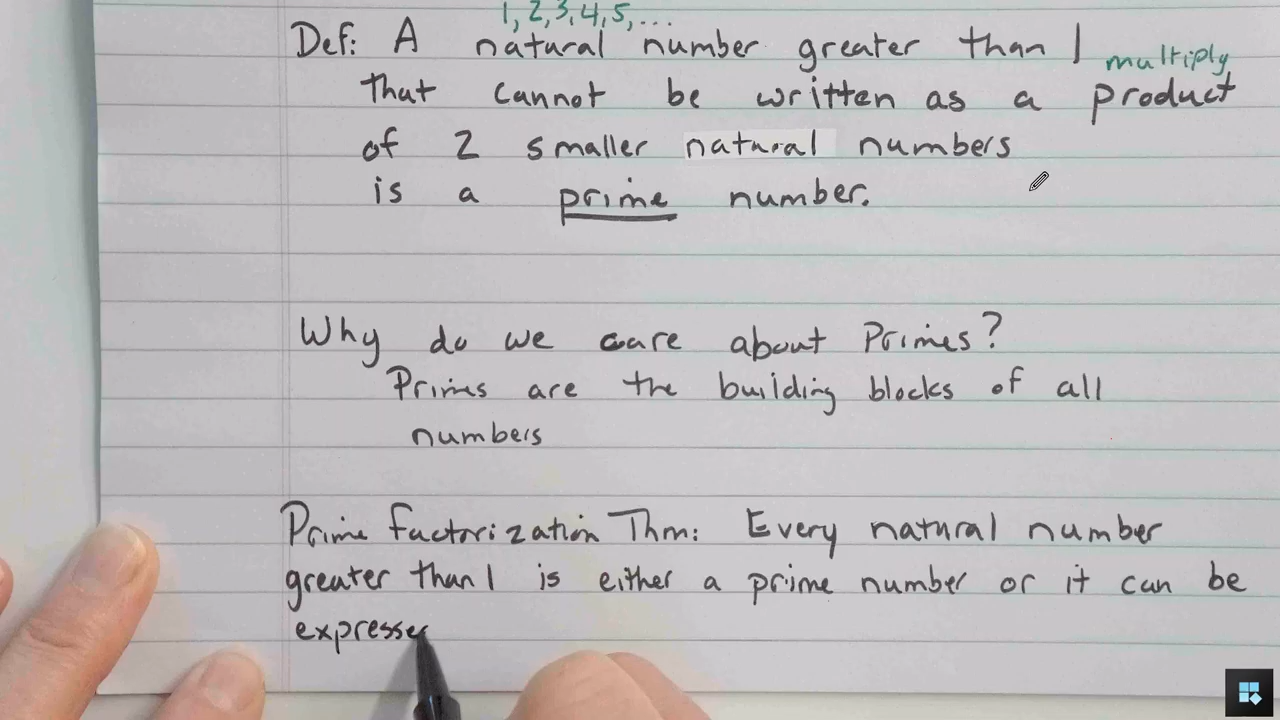 1, 2, 3, 4, 5, ...
Def: A natural number greater than 1
multiply
that cannot be written as a product
of 2 smaller natural numbers
is a prime number.
Why do we care about Primes?
Primes are the building blocks of all
numbers
Prime Factorization Thm: Every natural number
greater than 1 is either a prime number or it can be
expresse